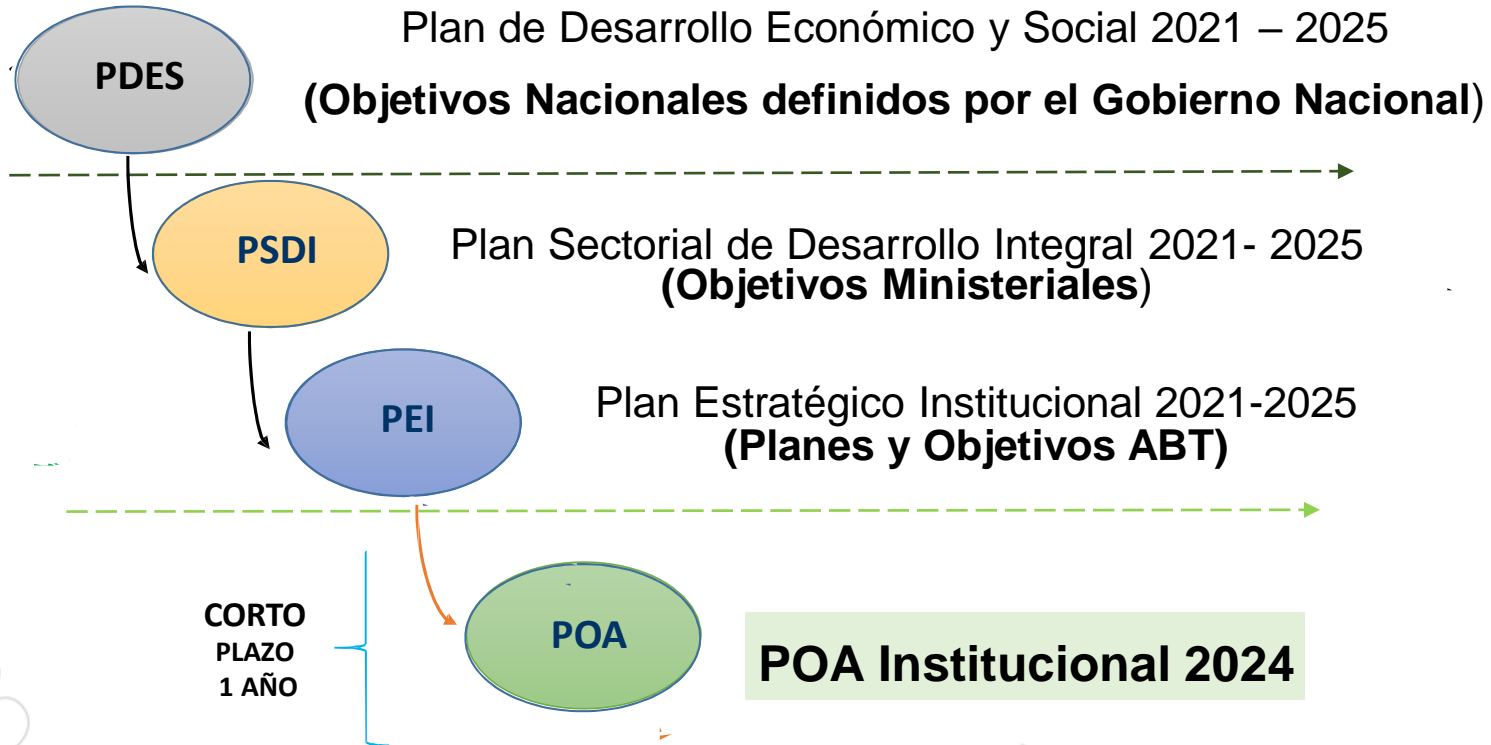 PDES
Plan de Desarrollo Económico y Social 2021 – 2025
(Objetivos Nacionales definidos por el Gobierno Nacional)
PSDI
Plan Sectorial de Desarrollo Integral 2021- 2025
(Objetivos Ministeriales)
PEI
Plan Estratégico Institucional 2021-2025
(Planes y Objetivos ABT)
CORTO
PLAZO
1 AÑO
POA
POA Institucional 2024